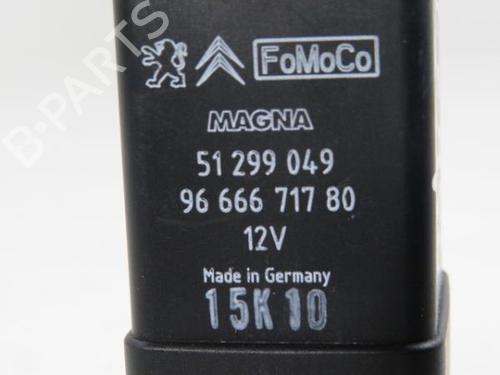 FoMoCo
MAGNA
51 299 049
96 666 717 80
12V
Made in Germany
15K10
B-PARTS